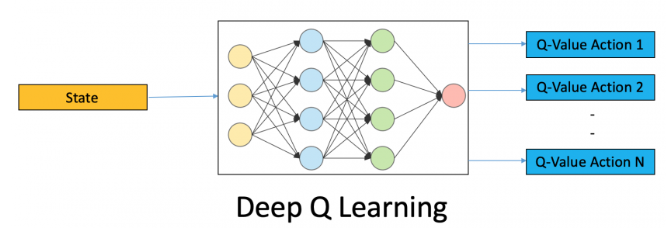 State
Q-Value Action 1
Q-Value Action 2
-
-
Q-Value Action N
Deep Q Learning